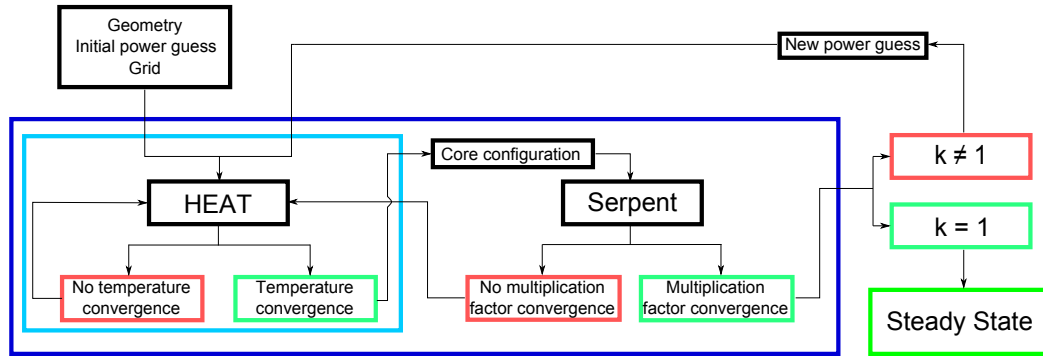 Geometry
Initial power guess
Grid
New power guess
Core configuration
k ≠ 1
HEAT
Serpent
k = 1
No temperature
convergence
Temperature
convergence
No multiplication
factor convergence
Multiplication
factor convergence
Steady State